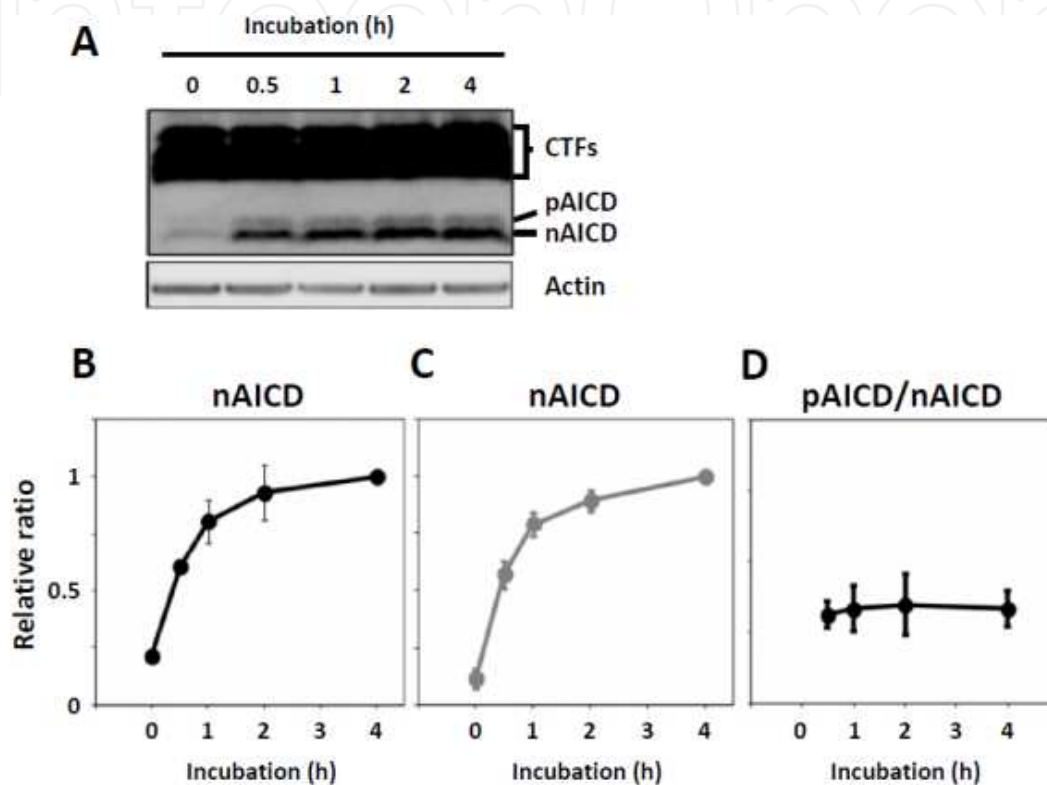 A
Incubation (h)
0 0.5 1 2 4
CTFs
pAICD
nAICD
Actin
B C D
nAICD nAICD pAICD/nAICD
Relative ratio
1
0.5
0
0 1 2 3 4 0 1 2 3 4 0 1 2 3 4
Incubation (h) Incubation (h) Incubation (h)